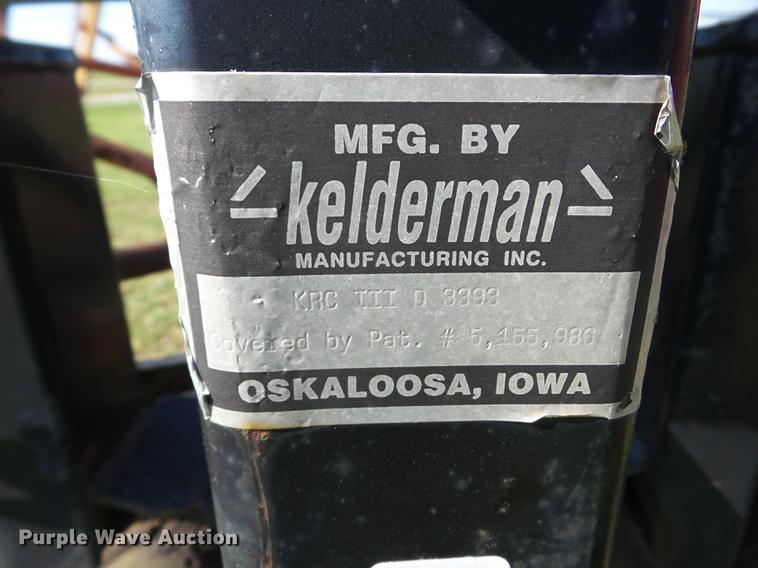 MFG. BY
kelderman
MANUFACTURING INC.
KRC III D 3393
Covered by Pat. # 5,155,986
OSKALOOSA, IOWA
Purple Wave Auction